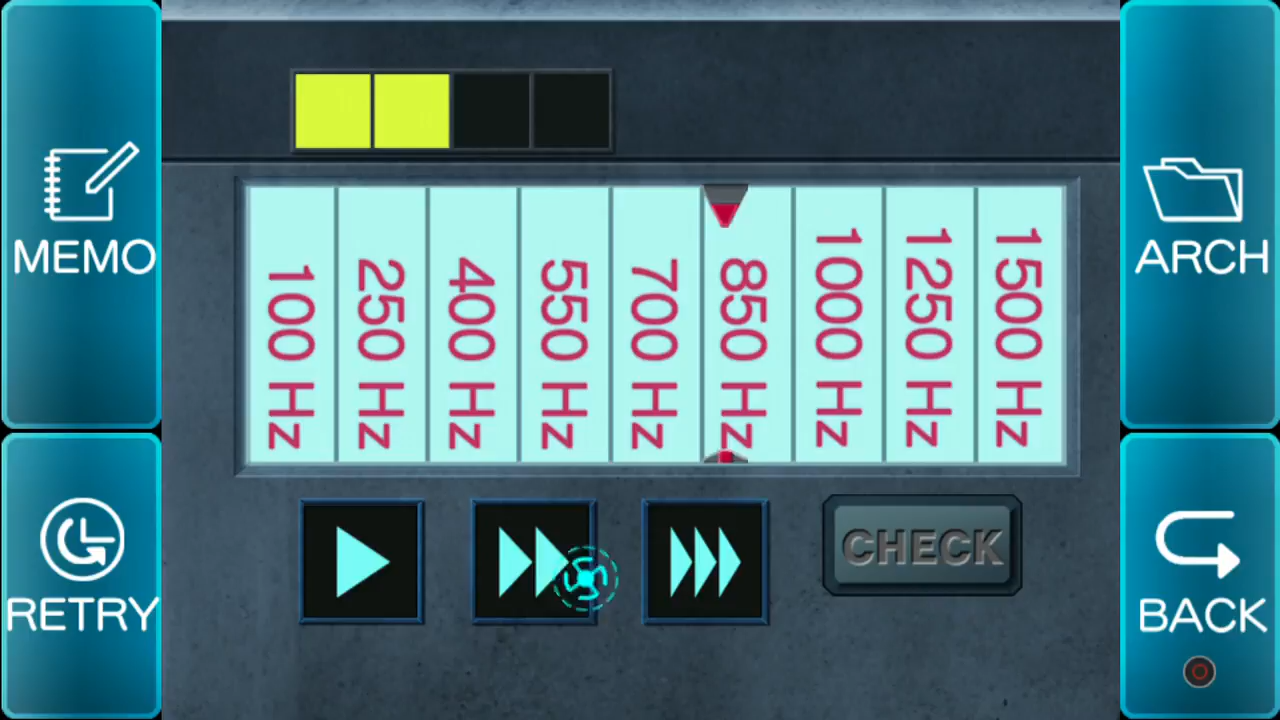 MEMO
RETRY
100 Hz
250 Hz
400 Hz
550 Hz
700 Hz
850 Hz
1000 Hz
1250 Hz
1500 Hz
CHECK
ARCH
BACK